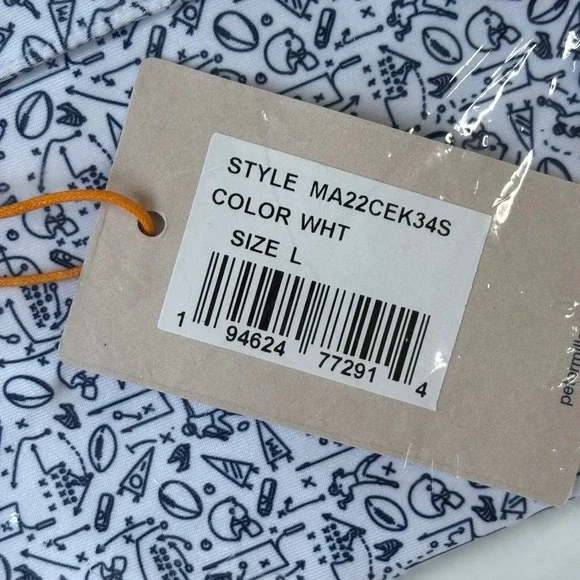 STYLE MA22CEK34S
COLOR WHT
SIZE L
1 94624 77291 4